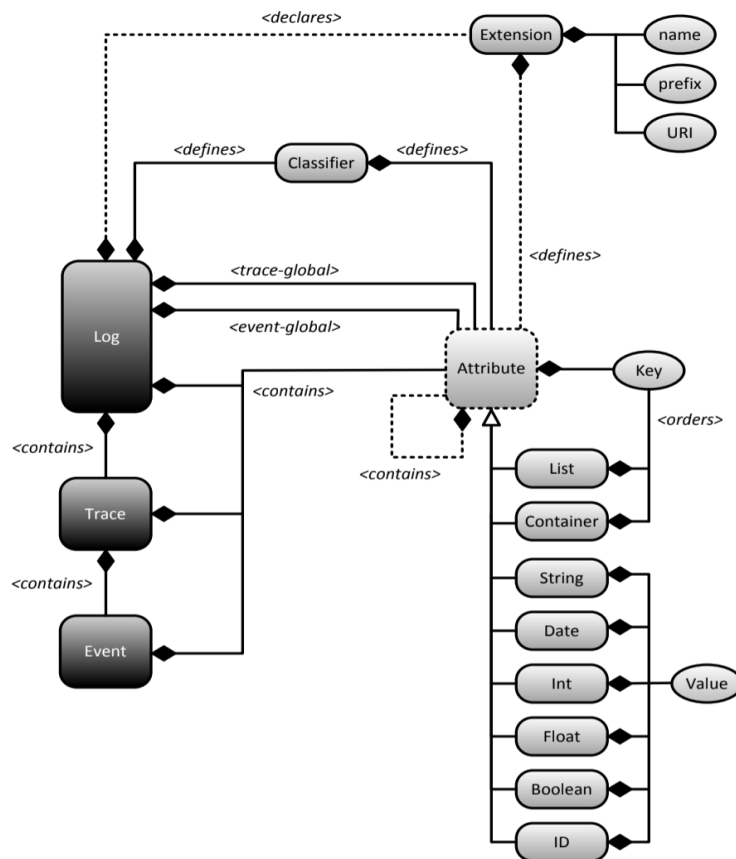 <declares>
Extension
name
prefix
URI
<defines>
Classifier
<defines>
<defines>
<trace-global>
<event-global>
Log
Attribute
Key
<contains>
<orders>
<contains>
<contains>
List
Trace
Container
<contains>
String
Date
Event
Int
Value
Float
Boolean
ID